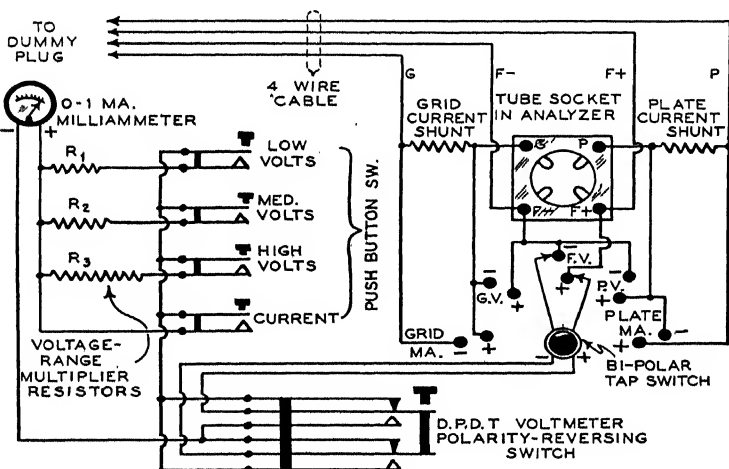 TO
DUMMY
PLUG
4 WIRE
CABLE
G
F-
F+
P
GRID
CURRENT
SHUNT
TUBE SOCKET
IN ANALYZER
PLATE
CURRENT
SHUNT
0-1 MA.
MILLIAMMETER
- +
G P
F- F+
R1
LOW
VOLTS
R2
MED.
VOLTS
R3
HIGH
VOLTS
CURRENT
PUSH BUTTON SW.
VOLTAGE-
RANGE
MULTIPLIER
RESISTORS
-
F.V.
+
-
G.V.
+
-
P.V.
+
GRID
MA.
-
+
PLATE
MA.
-
+
- +
BI-POLAR
TAP SWITCH
D.P.D.T VOLTMETER
POLARITY-REVERSING
SWITCH